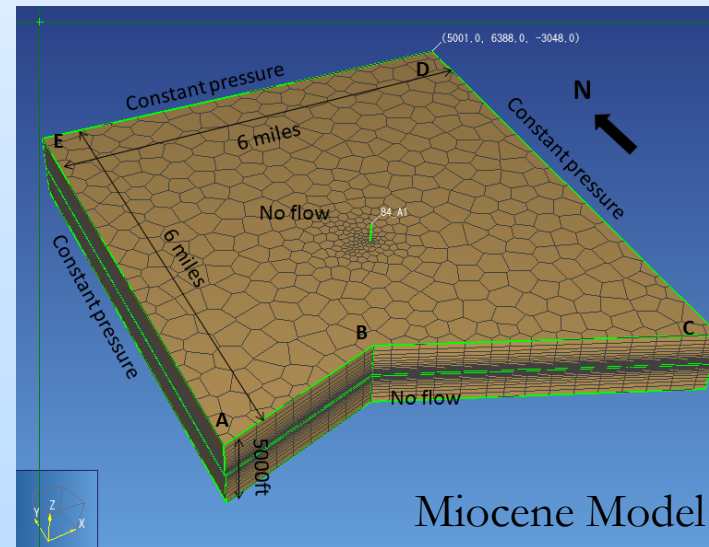 (5001.0, 6388.0, -3048.0)
D
Constant pressure
N
E
6 miles
Constant pressure
No flow
84_A1
6 miles
Constant pressure
B
C
No flow
A
5000ft
Z
Y
X
Miocene Model